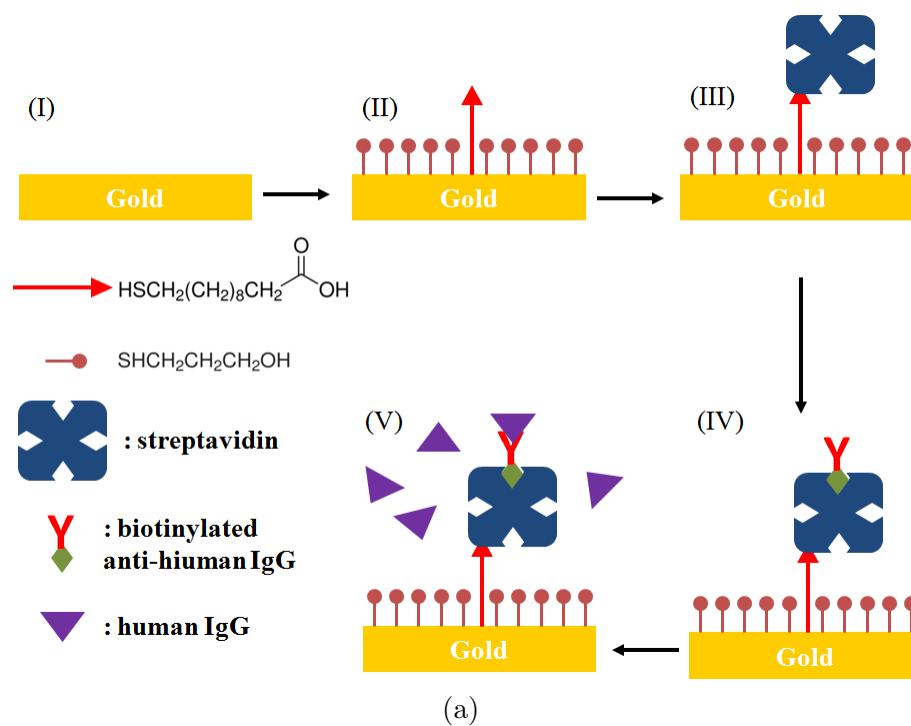 (I)
(II)
(III)
Gold
Gold
Gold
HSCH₂(CH₂)₈CH₂
O
OH
SHCH₂CH₂CH₂OH
: streptavidin
: biotinylated
anti-hiuman IgG
: human IgG
(V)
(IV)
Gold
Gold
(a)